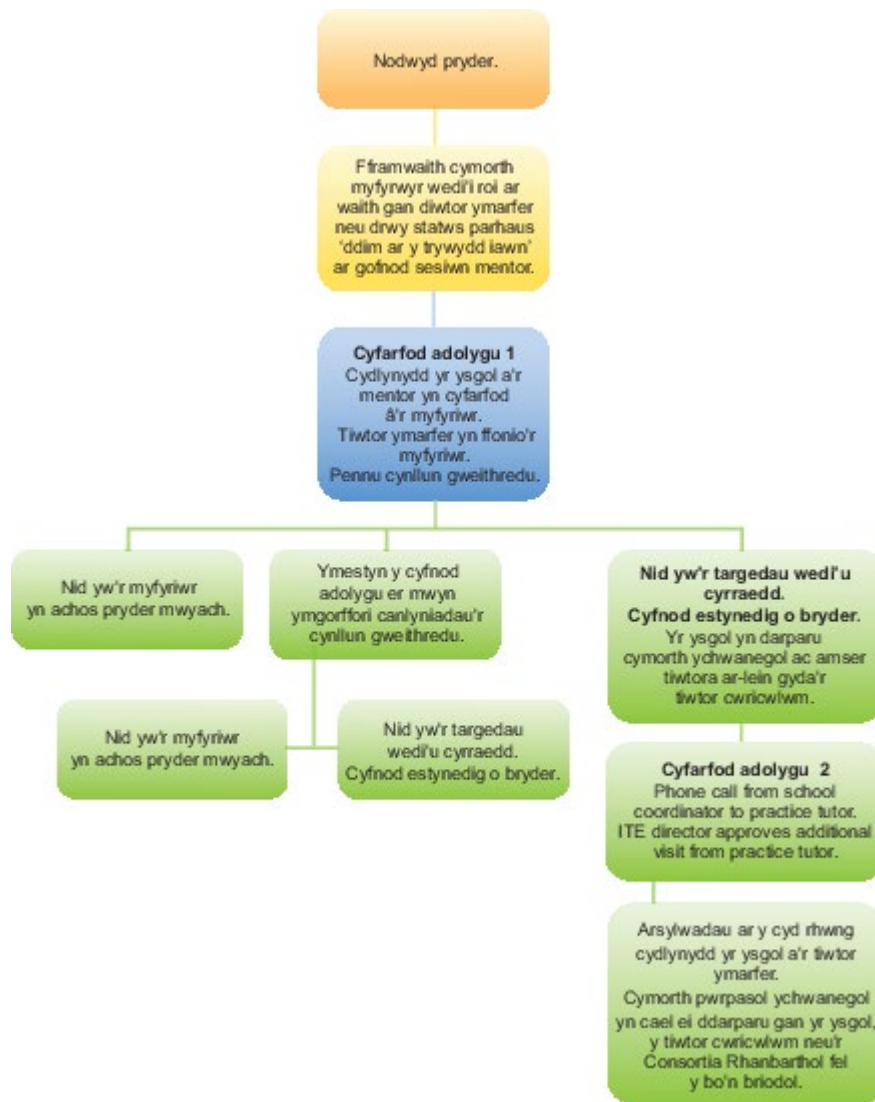 Nodwyd pryder.
Fframwaith cymorth
myfyrwyr wedi'i roi ar
waith gan diwtor ymarfer
neu drwy statws parhaus
'ddim ar y trywydd iawn'
ar gofnod sesiwn mentor.
Cyfarfod adolygu 1
Cydlynydd yr ysgol a'r
mentor yn cyfarfod
â'r myfyriwr.
Tiwtor ymarfer yn ffonio'r
myfyriwr.
Pennu cynllun gweithredu.
Nid yw'r myfyriwr
yn achos pryder mwyach.
Ymestyn y cyfnod
adolygu er mwyn
ymgorffori canlyniadau'r
cynllun gweithredu.
Nid yw'r targedau wedi'u
cyrraedd.
Cyfnod estynedig o bryder.
Yr ysgol yn darparu
cymorth ychwanegol ac amser
tiwtora ar-lein gyda'r
tiwtor cwricwlwm.
Nid yw'r myfyriwr
yn achos pryder mwyach.
Nid yw'r targedau
wedi'u cyrraedd.
Cyfnod estynedig o bryder.
Cyfarfod adolygu 2
Phone call from school
coordinator to practice tutor.
ITE director approves additional
visit from practice tutor.
Arsylwadau ar y cyd rhwng
cydlynydd yr ysgol a'r tiwtor
ymarfer.
Cymorth pwrpasol ychwanegol
yn cael ei ddarparu gan yr ysgol,
y tiwtor cwricwlwm neu'r
Consortia Rhanbarthol fel
y bo'n briodol.